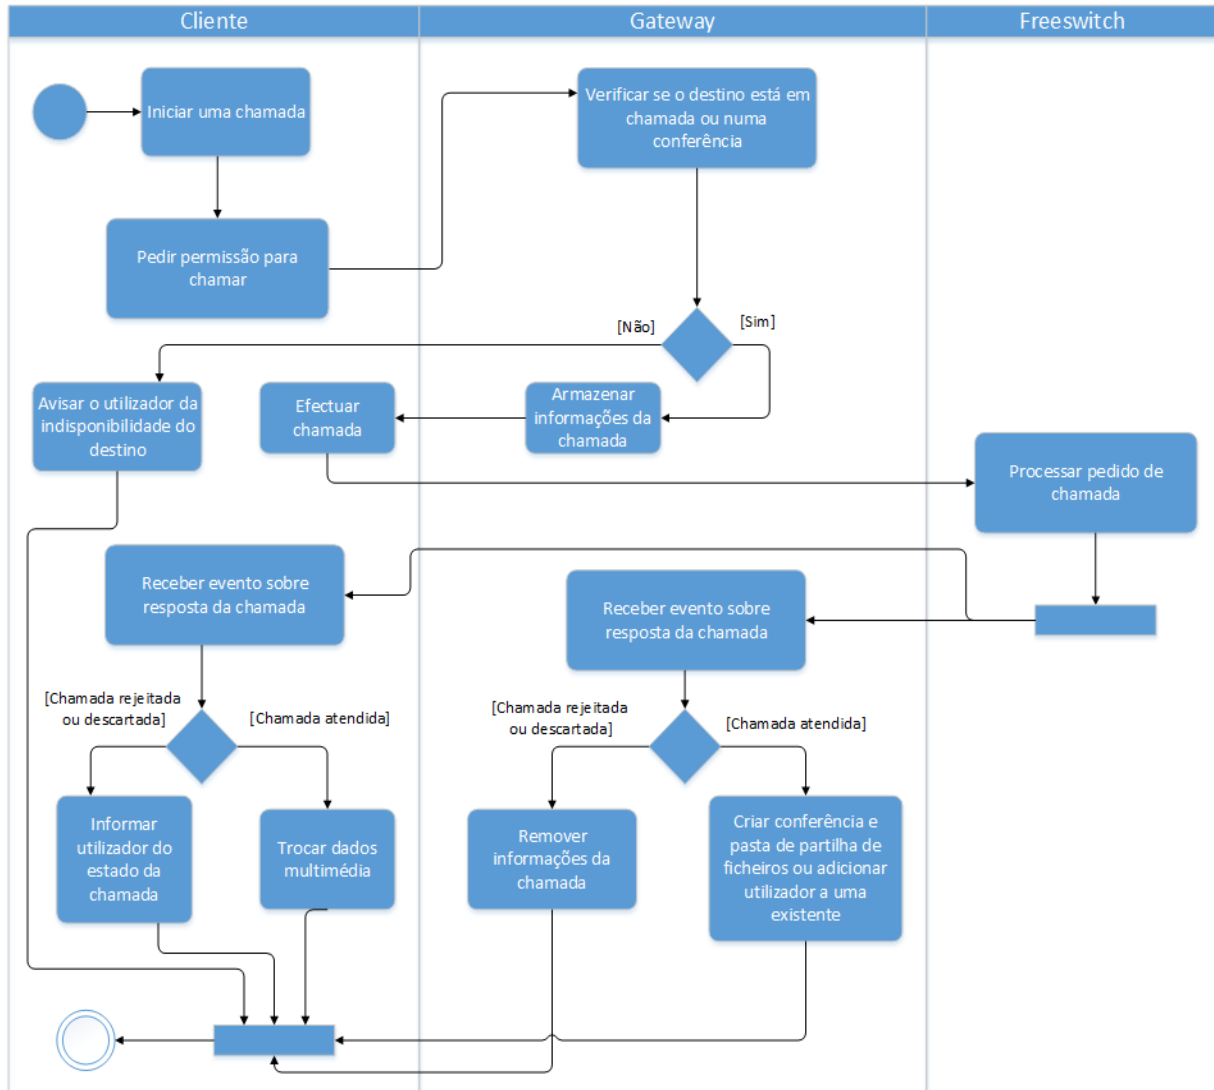 Cliente
Gateway
Freeswitch
Iniciar uma chamada
Verificar se o destino está em
chamada ou numa
conferência
Pedir permissão para
chamar
[Não]
[Sim]
Avisar o utilizador da
indisponibilidade do
destino
Efectuar
chamada
Armazenar
informações da
chamada
Processar pedido de
chamada
Receber evento sobre
resposta da chamada
Receber evento sobre
resposta da chamada
[Chamada rejeitada
ou descartada]
[Chamada atendida]
[Chamada rejeitada
ou descartada]
[Chamada atendida]
Informar
utilizador do
estado da
chamada
Trocar dados
multimédia
Remover
informações da
chamada
Criar conferência e
pasta de partilha de
ficheiros ou adicionar
utilizador a uma
existente